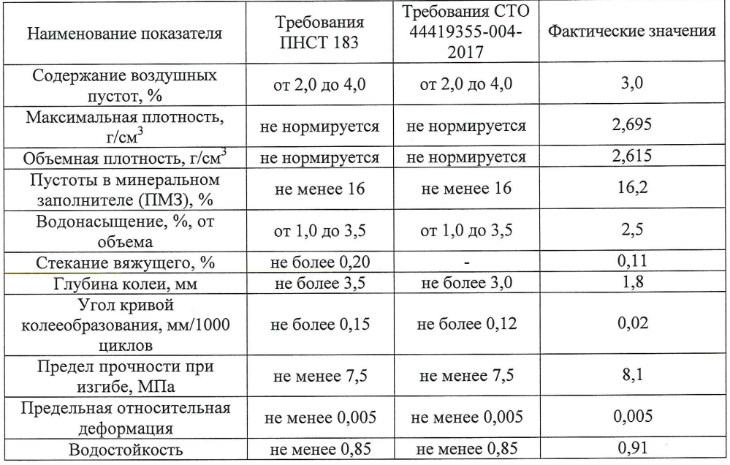 Наименование показателя
Требования
ПНСТ 183
Требования СТО
44419355-004-
2017
Фактические значения
Содержание воздушных
пустот, %
от 2,0 до 4,0
от 2,0 до 4,0
3,0
Максимальная плотность,
г/см³
не нормируется
не нормируется
2,695
Объемная плотность, г/см³
не нормируется
не нормируется
2,615
Пустоты в минеральном
заполнителе (ПМЗ), %
не менее 16
не менее 16
16,2
Водонасыщение, %, от
объема
от 1,0 до 3,5
от 1,0 до 3,5
2,5
Стекание вяжущего, %
не более 0,20
-
0,11
Глубина колеи, мм
не более 3,5
не более 3,0
1,8
Угол кривой
колееобразования, мм/1000
циклов
не более 0,15
не более 0,12
0,02
Предел прочности при
изгибе, МПа
не менее 7,5
не менее 7,5
8,1
Предельная относительная
деформация
не менее 0,005
не менее 0,005
0,005
Водостойкость
не менее 0,85
не менее 0,85
0,91